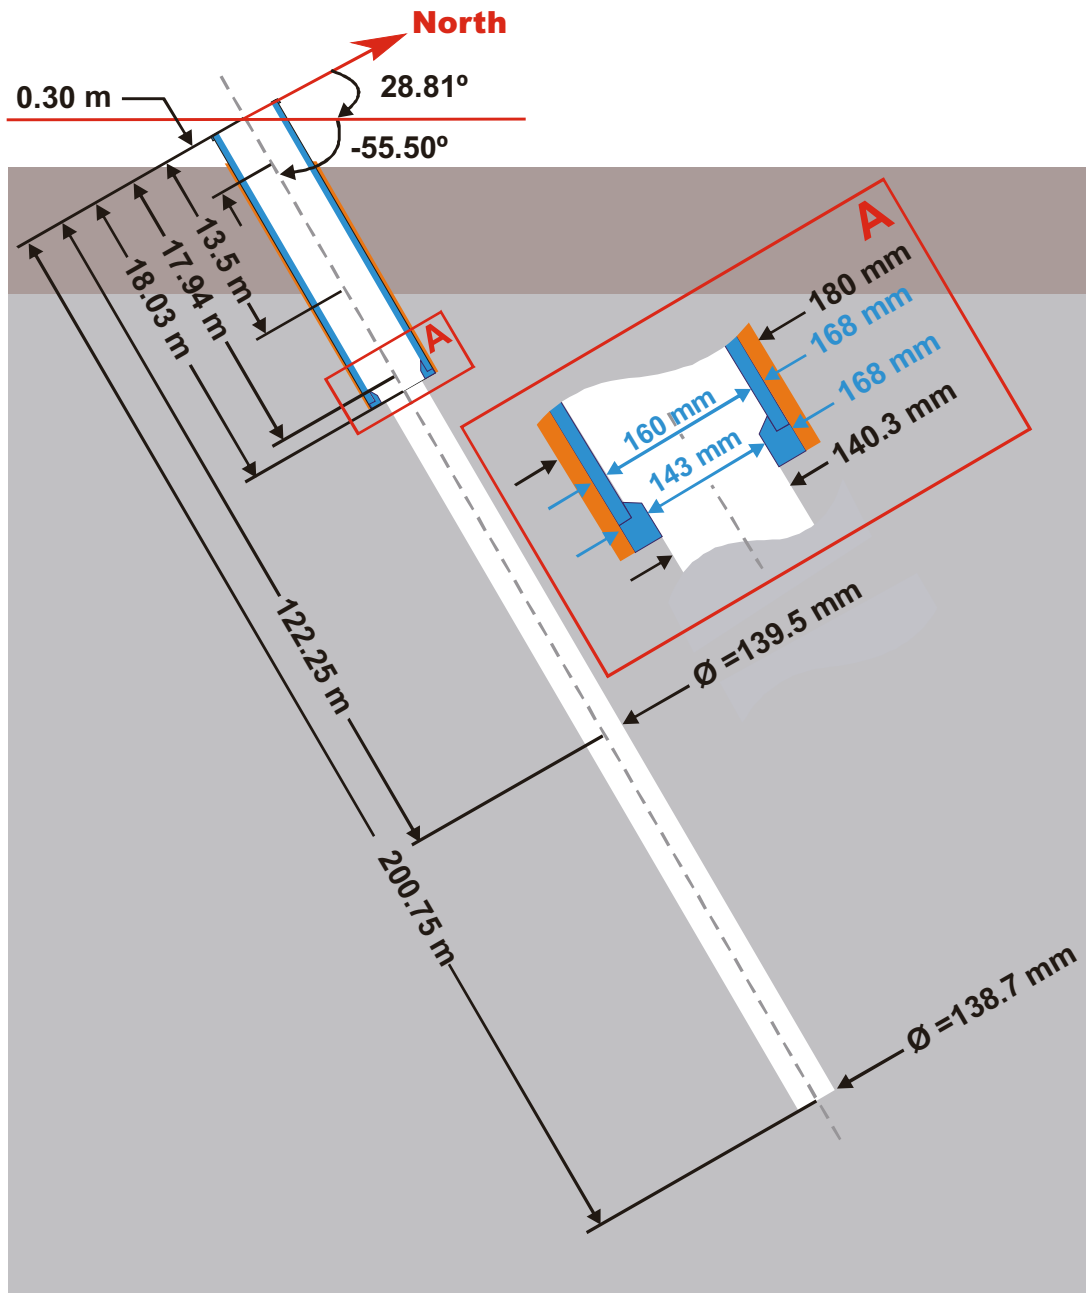 North
28.81º
0.30 m
-55.50º
13.5 m
17.94 m
18.03 m
A
A
180 mm
168 mm
168 mm
160 mm
143 mm
140.3 mm
122.25 m
Ø =139.5 mm
200.75 m
Ø =138.7 mm